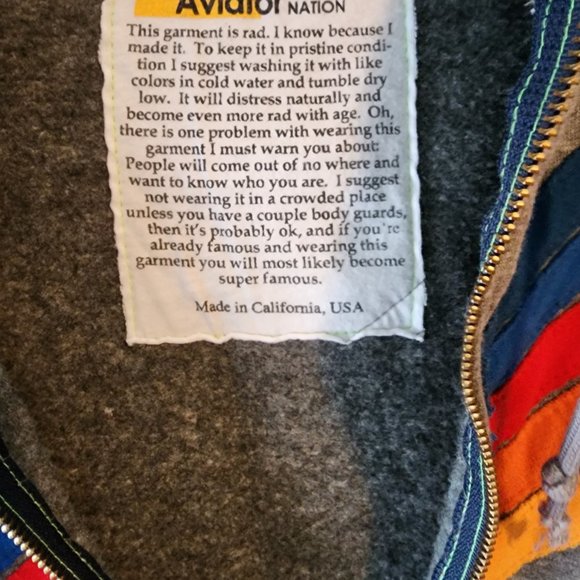 Aviator NATION
This garment is rad. I know because I
made it. To keep it in pristine condi-
tion I suggest washing it with like
colors in cold water and tumble dry
low. It will distress naturally and
become even more rad with age. Oh,
there is one problem with wearing this
garment I must warn you about:
People will come out of no where and
want to know who you are. I suggest
not wearing it in a crowded place
unless you have a couple body guards,
then it's probably ok, and if you're
already famous and wearing this
garment you will most likely become
super famous.
Made in California, USA